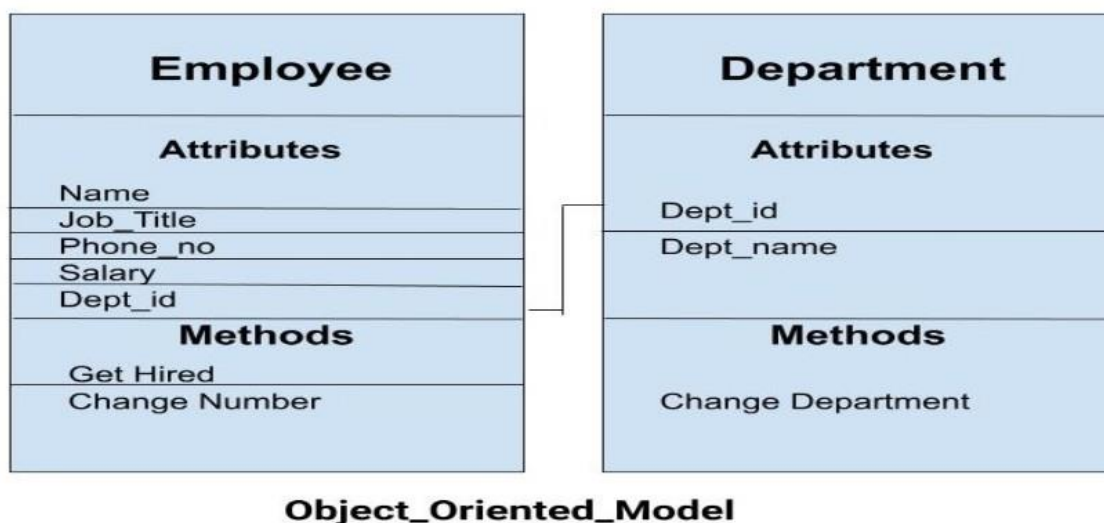 Employee
Attributes
Name
Job_Title
Phone_no
Salary
Dept_id
Methods
Get Hired
Change Number
Department
Attributes
Dept_id
Dept_name
Methods
Change Department
Object_Oriented_Model